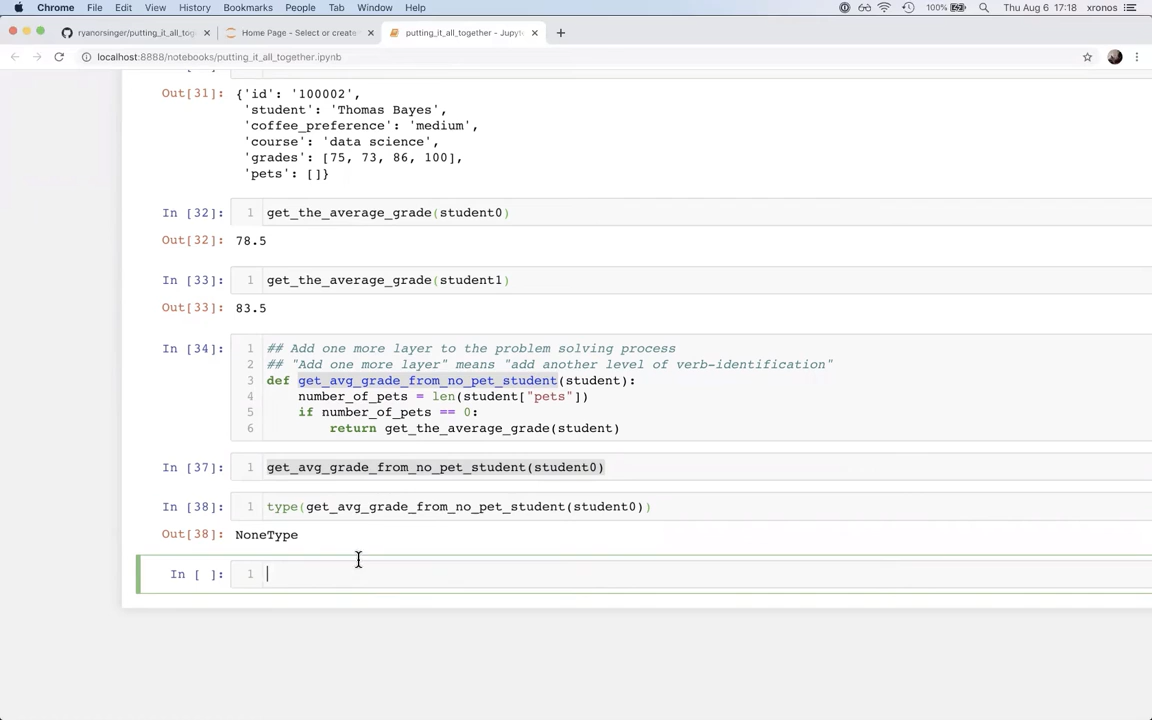 Chrome File Edit View History Bookmarks People Tab Window Help 100% Thu Aug 6 17:18 xronos
ryanorsinger/putting_it_all_tog Home Page - Select or create putting_it_all_together - Jupyt
localhost:8888/notebooks/putting_it_all_together.ipynb
Out[31]: {'id': '100002',
'student': 'Thomas Bayes',
'coffee_preference': 'medium',
'course': 'data science',
'grades': [75, 73, 86, 100],
'pets': []}
In [32]: 1 get_the_average_grade(student0)
Out[32]: 78.5
In [33]: 1 get_the_average_grade(student1)
Out[33]: 83.5
In [34]: 1 ## Add one more layer to the problem solving process
2 ## "Add one more layer" means "add another level of verb-identification"
3 def get_avg_grade_from_no_pet_student(student):
4 number_of_pets = len(student["pets"])
5 if number_of_pets == 0:
6 return get_the_average_grade(student)
In [37]: 1 get_avg_grade_from_no_pet_student(student0)
In [38]: 1 type(get_avg_grade_from_no_pet_student(student0))
Out[38]: NoneType
In [ ]: 1